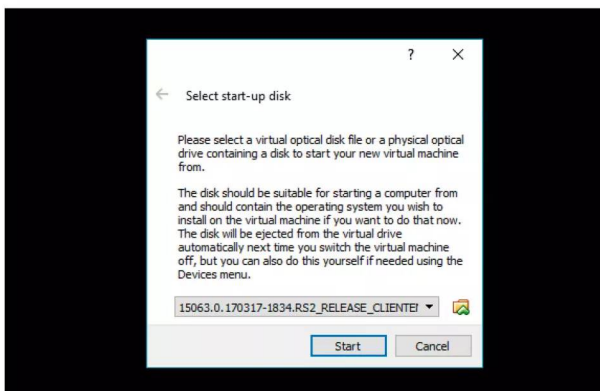 ?
Select start-up disk
Please select a virtual optical disk file or a physical optical
drive containing a disk to start your new virtual machine
from.
The disk should be suitable for starting a computer from
and should contain the operating system you wish to
install on the virtual machine if you want to do that now.
The disk will be ejected from the virtual drive
automatically next time you switch the virtual machine
off, but you can also do this yourself if needed using the
Devices menu.
15063.0.170317-1834.RS2_RELEASE_CLIENTE
Start Cancel